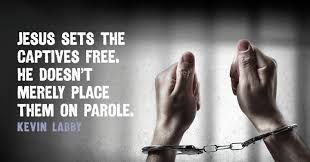 JESUS SETS THE
CAPTIVES FREE.
HE DOESN'T
MERELY PLACE
THEM ON PAROLE.
KEVIN LABBY